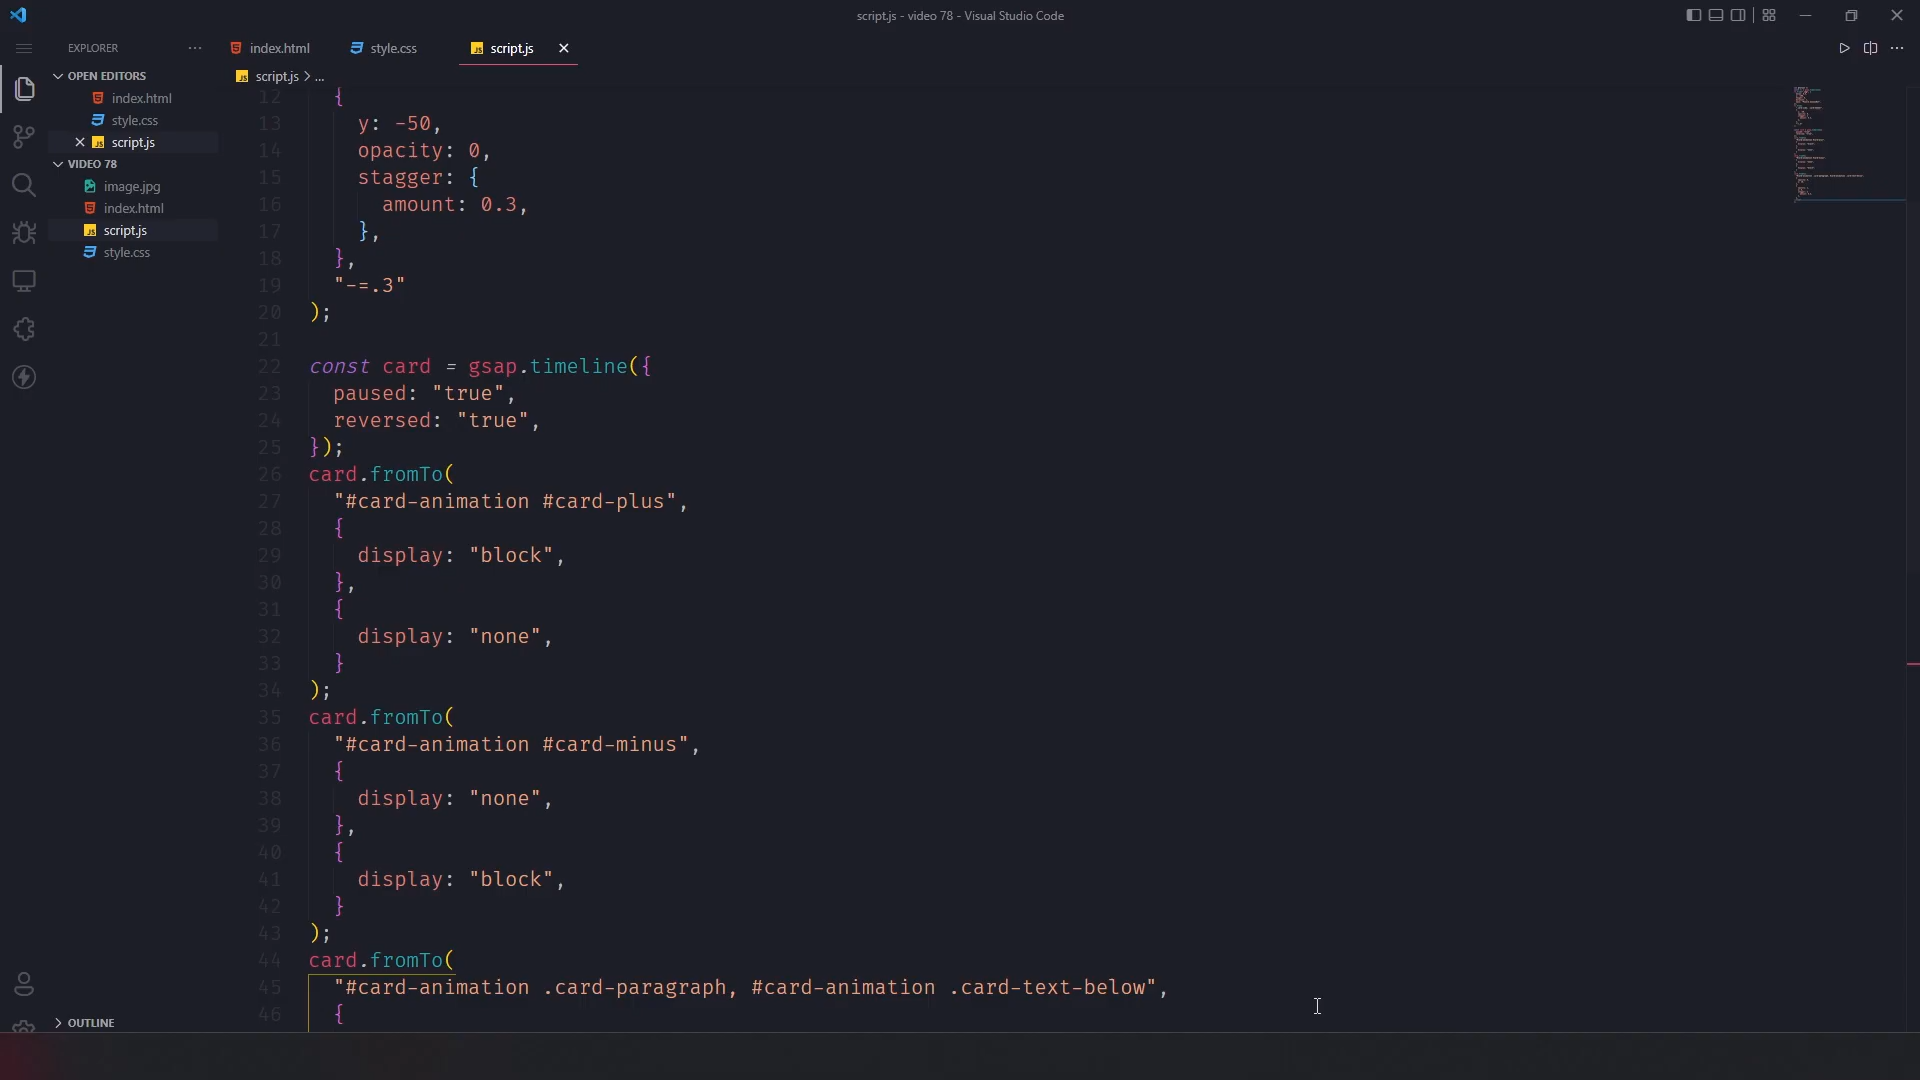 script.js - video 78 - Visual Studio Code
EXPLORER
index.html
style.css
script.js
OPEN EDITORS
index.html
style.css
script.js
VIDEO 78
image.jpg
index.html
script.js
style.css
OUTLINE
script.js > ...
12 {
13 y: -50,
14 opacity: 0,
15 stagger: {
16 amount: 0.3,
17 },
18 },
19 "-=.3"
20 );
21
22 const card = gsap.timeline({
23 paused: "true",
24 reversed: "true",
25 });
26 card.fromTo(
27 "#card-animation #card-plus",
28 {
29 display: "block",
30 },
31 {
32 display: "none",
33 }
34 );
35 card.fromTo(
36 "#card-animation #card-minus",
37 {
38 display: "none",
39 },
40 {
41 display: "block",
42 }
43 );
44 card.fromTo(
45 "#card-animation .card-paragraph, #card-animation .card-text-below",
46 {